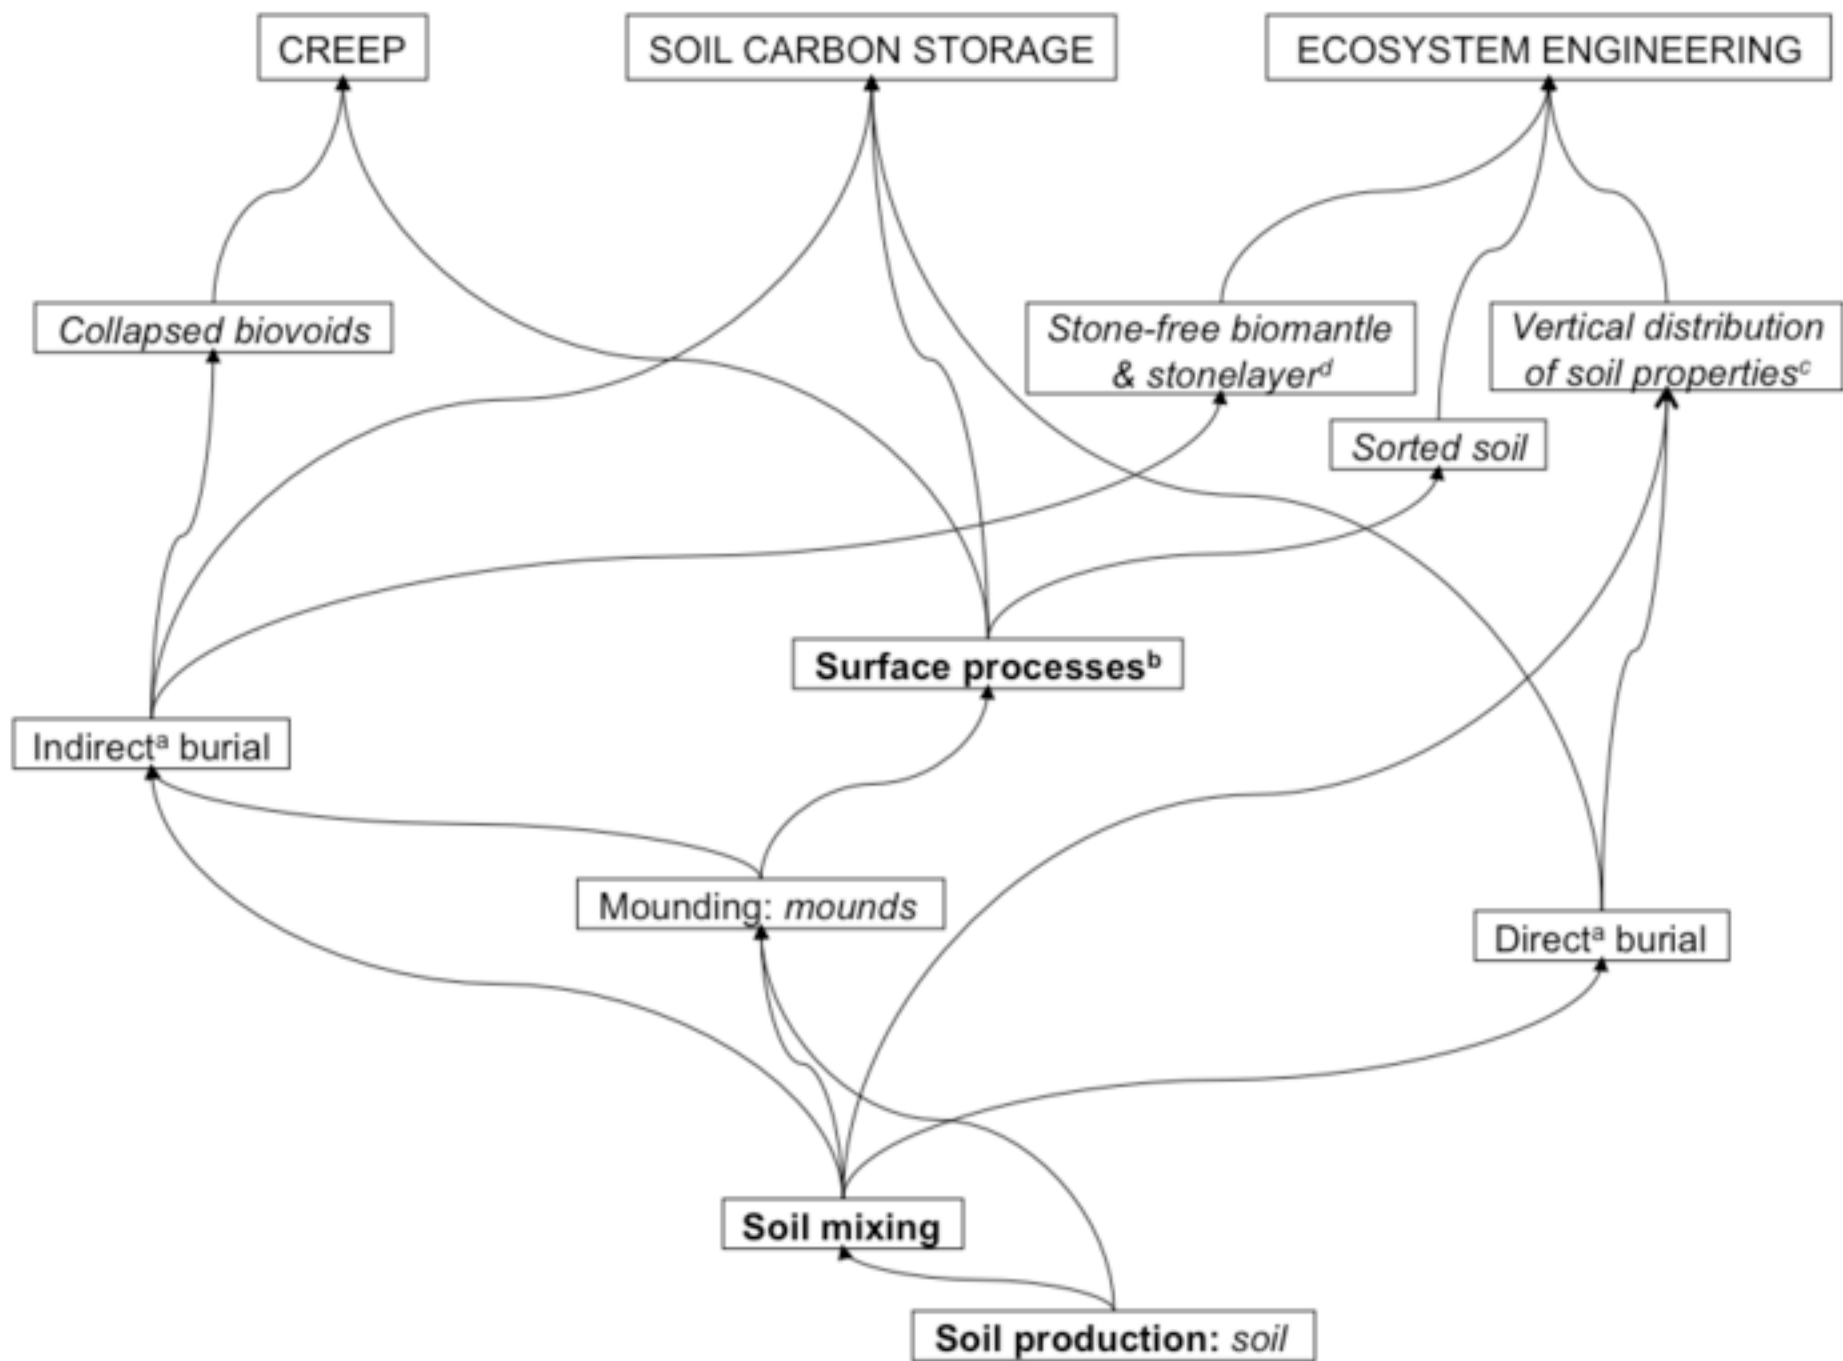 CREEP
SOIL CARBON STORAGE
ECOSYSTEM ENGINEERING
Collapsed biovoids
Stone-free biomantle
& stonelayerᵈ
Vertical distribution
of soil propertiesᶜ
Sorted soil
Surface processesᵇ
Indirectᵃ burial
Mounding: mounds
Directᵃ burial
Soil mixing
Soil production: soil